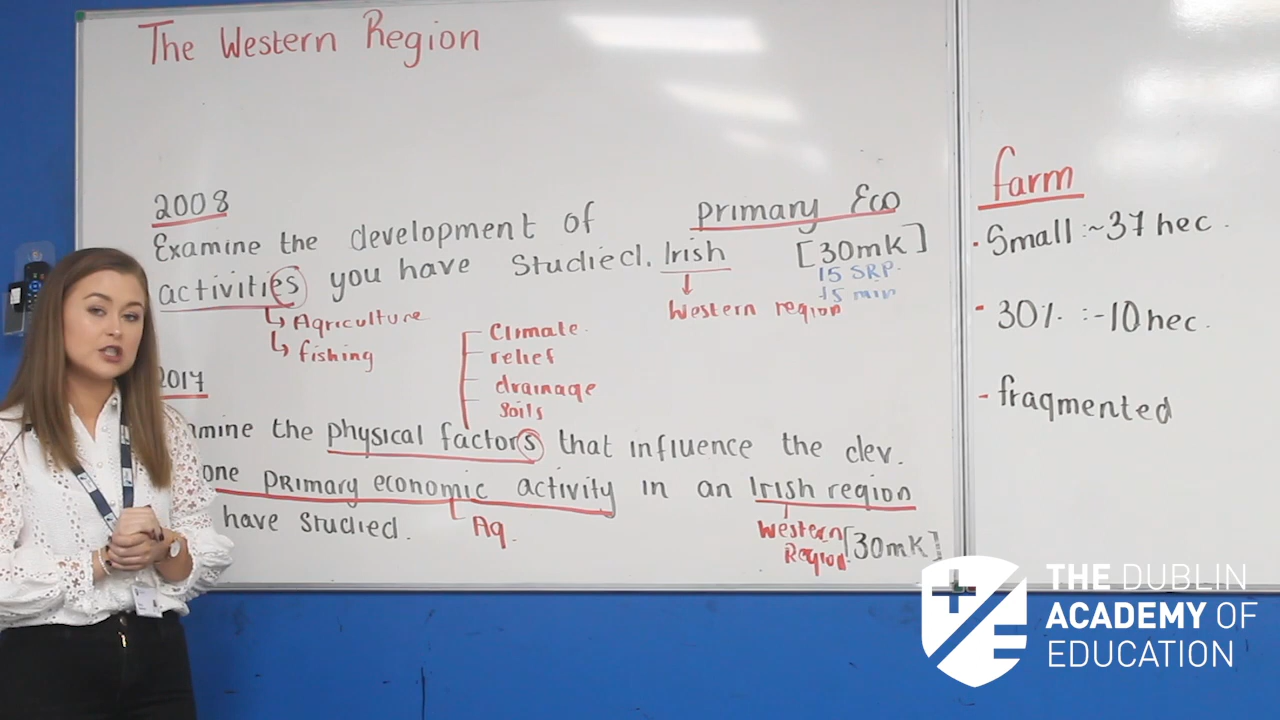 The Western Region
2008
Examine the development of primary Eco
activities you have studied. Irish [30mk]
15 SRP.
15 min
Western region
Agriculture
fishing
Climate
relief
drainage
Soils
2017
mine the physical factors that influence the dev.
one primary economic activity in an Irish region
have studied.
Ag.
Western
Region
[30mk]
farm
Small :~37 hec.
- 30% :-10 hec.
- fragmented
THE DUBLIN
ACADEMY OF
EDUCATION